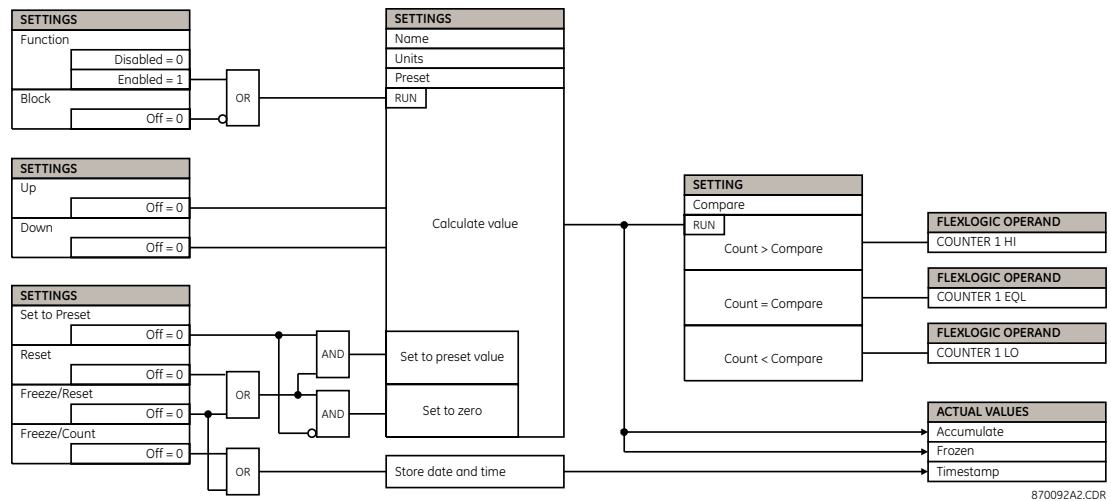 SETTINGS
Function
Disabled = 0
Enabled = 1
Block
Off = 0
OR
SETTINGS
Up
Off = 0
Down
Off = 0
SETTINGS
Set to Preset
Off = 0
Reset
Off = 0
Freeze/Reset
Off = 0
Freeze/Count
Off = 0
AND
OR
AND
OR
SETTINGS
Name
Units
Preset
RUN
Calculate value
Set to preset value
Set to zero
Store date and time
SETTING
Compare
RUN
Count > Compare
Count = Compare
Count < Compare
FLEXLOGIC OPERAND
COUNTER 1 HI
FLEXLOGIC OPERAND
COUNTER 1 EQL
FLEXLOGIC OPERAND
COUNTER 1 LO
ACTUAL VALUES
Accumulate
Frozen
Timestamp
870092A2.CDR